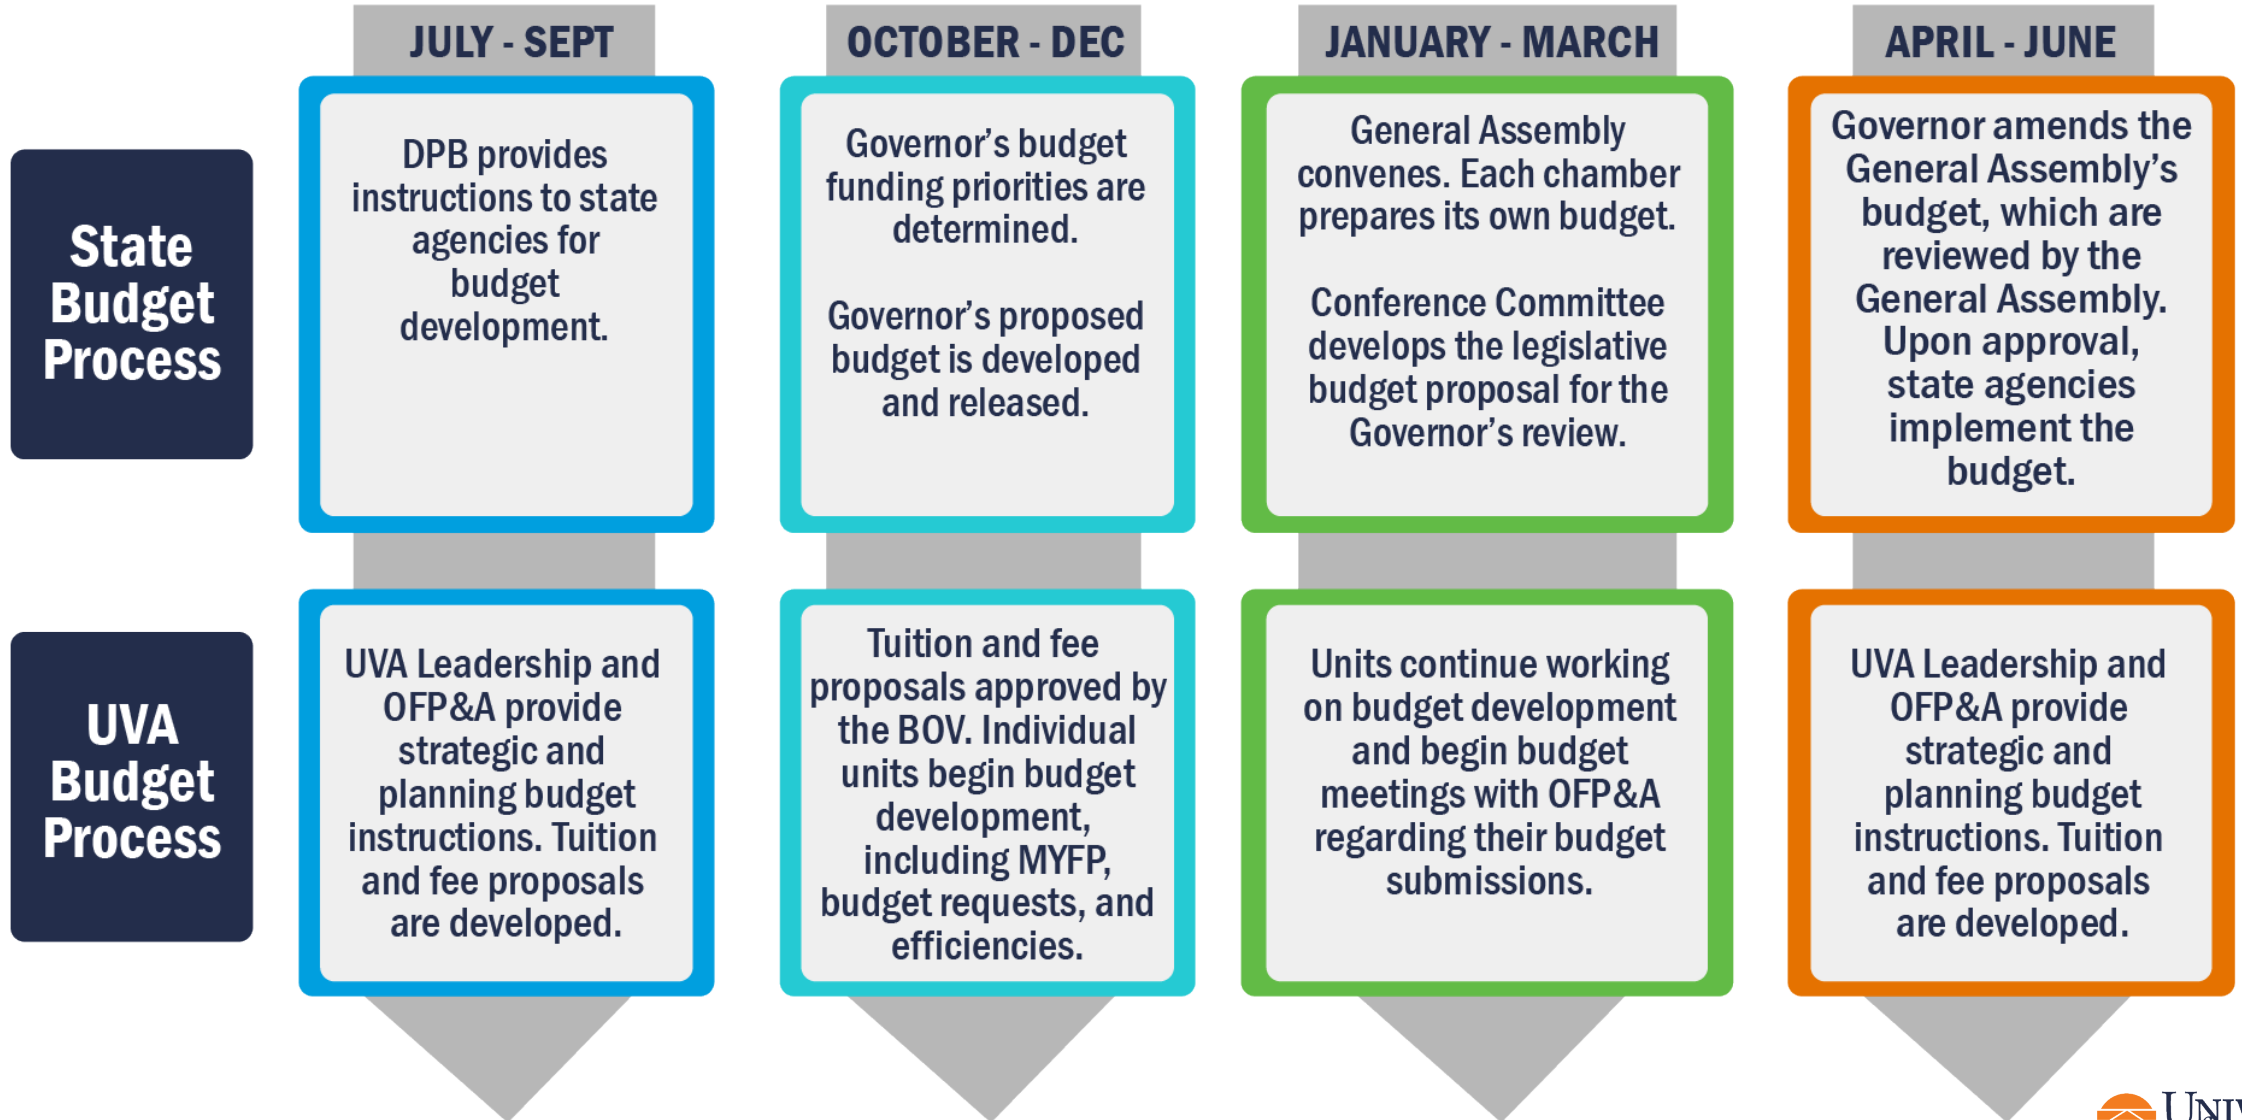 JULY - SEPT
OCTOBER - DEC
JANUARY - MARCH
APRIL - JUNE
State
Budget
Process
DPB provides
instructions to state
agencies for
budget
development.
Governor’s budget
funding priorities are
determined.
Governor’s proposed
budget is developed
and released.
General Assembly
convenes. Each chamber
prepares its own budget.
Conference Committee
develops the legislative
budget proposal for the
Governor’s review.
Governor amends the
General Assembly’s
budget, which are
reviewed by the
General Assembly.
Upon approval,
state agencies
implement the
budget.
UVA
Budget
Process
UVA Leadership and
OFP&A provide
strategic and
planning budget
instructions. Tuition
and fee proposals
are developed.
Tuition and fee
proposals approved by
the BOV. Individual
units begin budget
development,
including MYFP,
budget requests, and
efficiencies.
Units continue working
on budget development
and begin budget
meetings with OFP&A
regarding their budget
submissions.
UVA Leadership and
OFP&A provide
strategic and
planning budget
instructions. Tuition
and fee proposals
are developed.